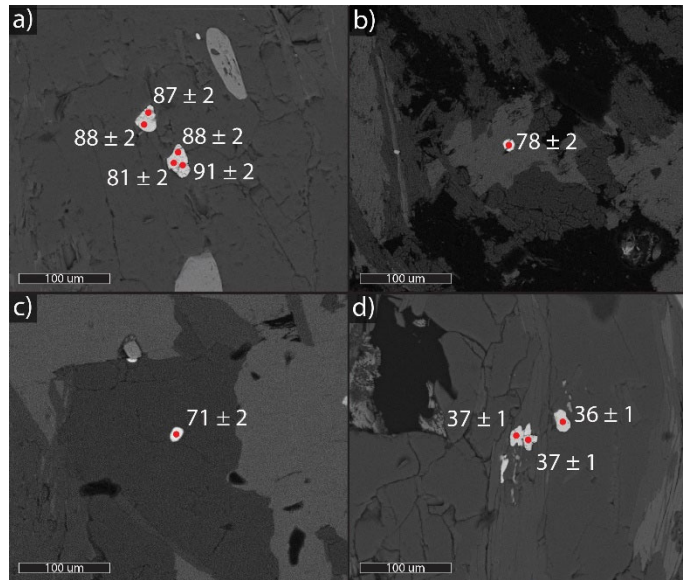 a)
87 ± 2
88 ± 2
88 ± 2
81 ± 2
91 ± 2
100 um
b)
78 ± 2
100 um
c)
71 ± 2
100 um
d)
37 ± 1
36 ± 1
37 ± 1
100 um